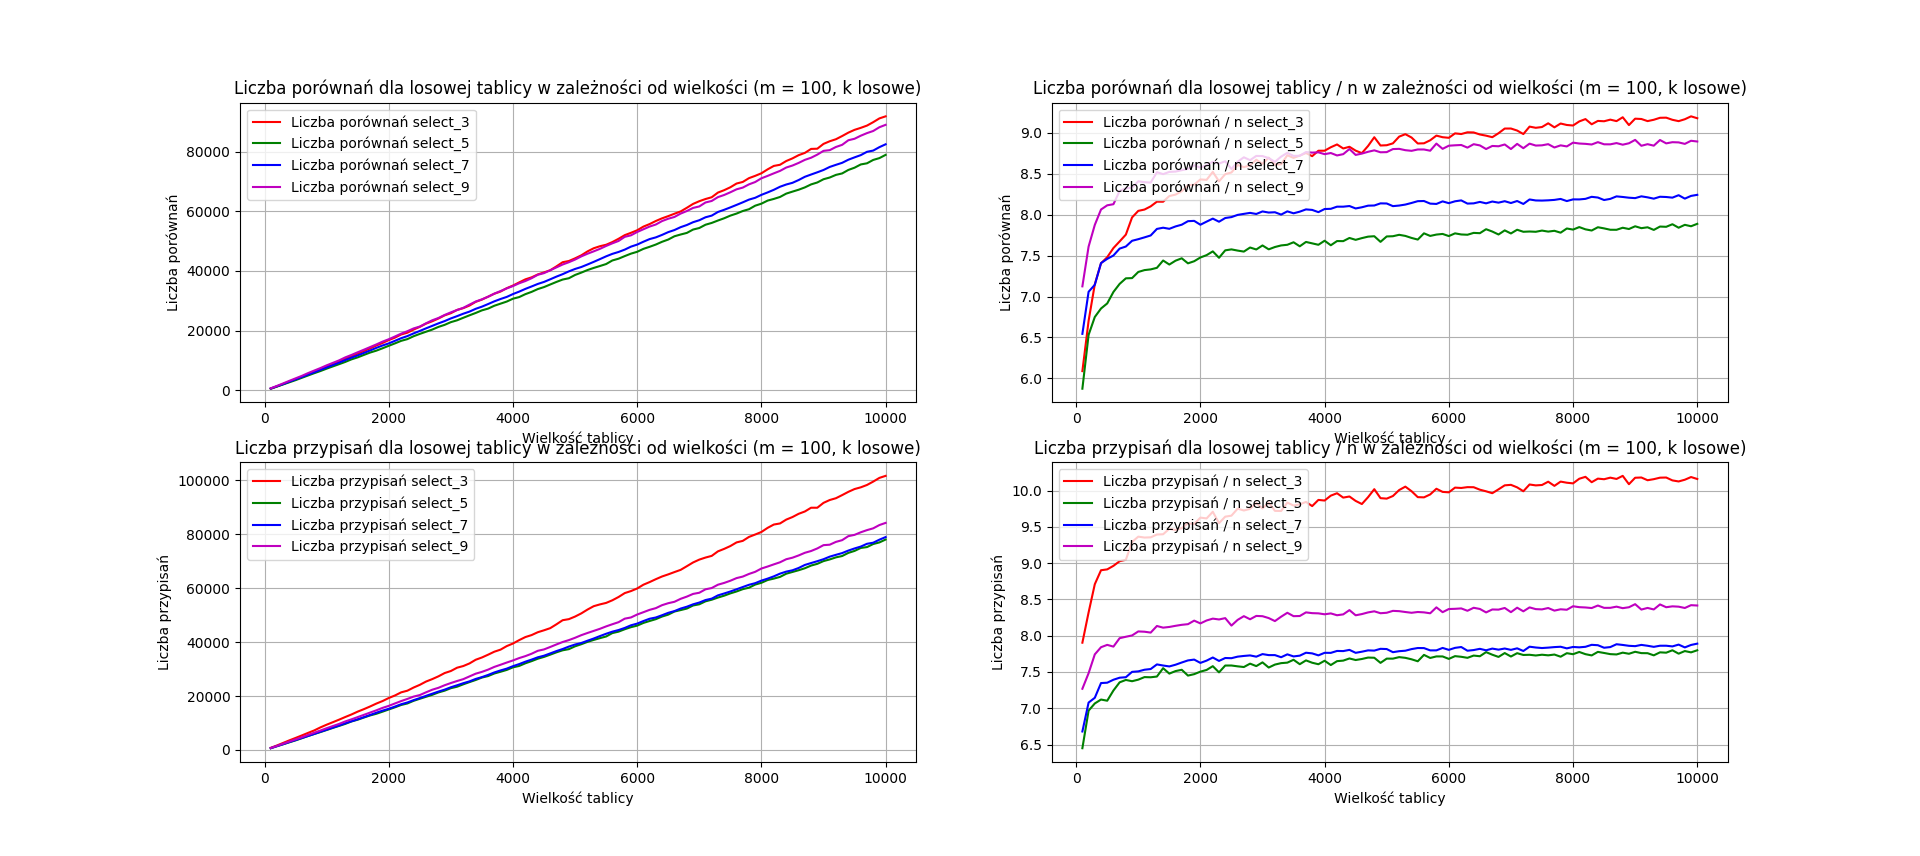 Liczba porównań dla losowej tablicy w zależności od wielkości (m = 100, k losowe)
Liczba porównań
80000
60000
40000
20000
0
Liczba porównań select_3
Liczba porównań select_5
Liczba porównań select_7
Liczba porównań select_9
0 2000 4000 6000 8000 10000
Wielkość tablicy
Liczba porównań dla losowej tablicy / n w zależności od wielkości (m = 100, k losowe)
Liczba porównań
9.0
8.5
8.0
7.5
7.0
6.5
6.0
Liczba porównań / n select_3
Liczba porównań / n select_5
Liczba porównań / n select_7
Liczba porównań / n select_9
0 2000 4000 6000 8000 10000
Wielkość tablicy
Liczba przypisań dla losowej tablicy w zależności od wielkości (m = 100, k losowe)
Liczba przypisań
100000
80000
60000
40000
20000
0
Liczba przypisań select_3
Liczba przypisań select_5
Liczba przypisań select_7
Liczba przypisań select_9
0 2000 4000 6000 8000 10000
Wielkość tablicy
Liczba przypisań dla losowej tablicy / n w zależności od wielkości (m = 100, k losowe)
Liczba przypisań
10.0
9.5
9.0
8.5
8.0
7.5
7.0
6.5
Liczba przypisań / n select_3
Liczba przypisań / n select_5
Liczba przypisań / n select_7
Liczba przypisań / n select_9
0 2000 4000 6000 8000 10000
Wielkość tablicy